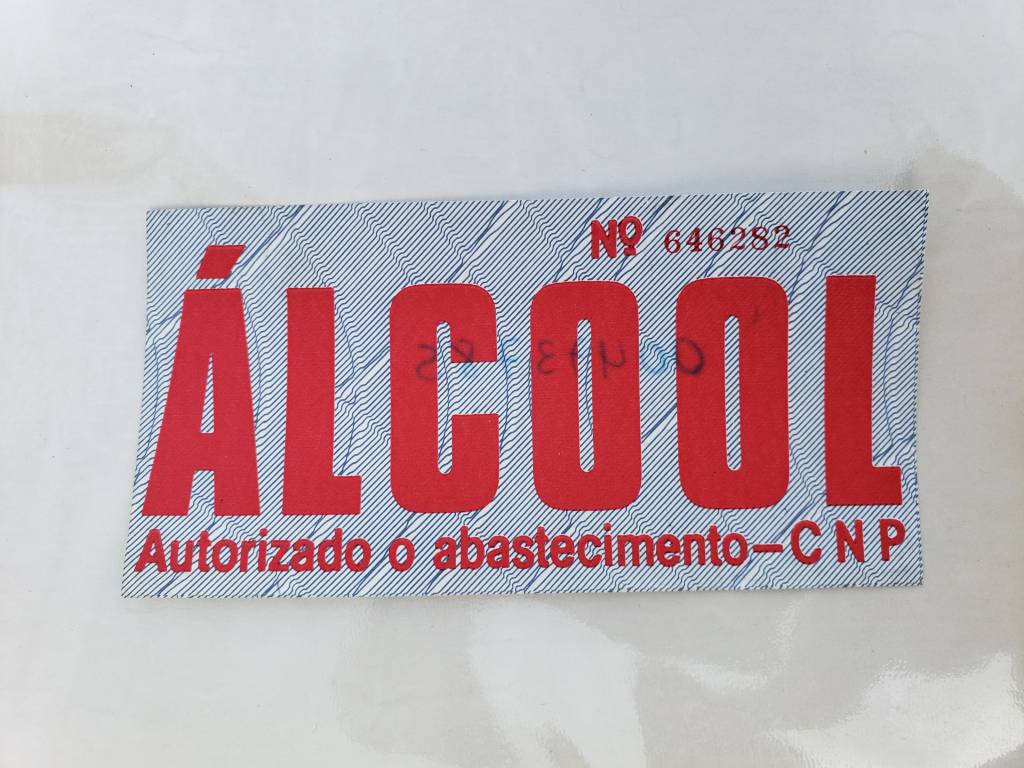 Nº 646282
ÁLCOOL
Autorizado o abastecimento–CNP